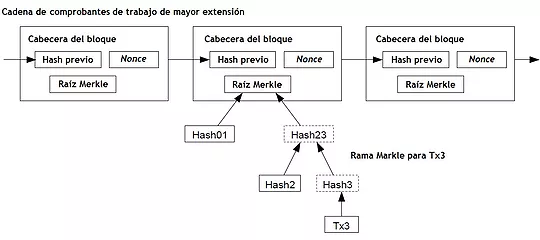 Cadena de comprobantes de trabajo de mayor extensión
Cabecera del bloque
Hash previo
Nonce
Raíz Merkle
Cabecera del bloque
Hash previo
Nonce
Raíz Merkle
Cabecera del bloque
Hash previo
Nonce
Raíz Merkle
Hash01
Hash23
Rama Markle para Tx3
Hash2
Hash3
Tx3